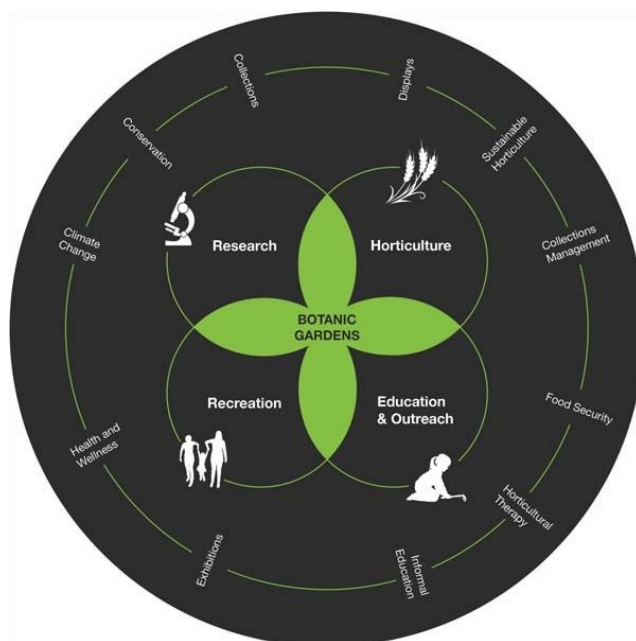 Collections
Displays
Conservation
Sustainable
Horticulture
Climate
Change
Research
Horticulture
Collections
Management
BOTANIC
GARDENS
Recreation
Education
& Outreach
Food Security
Health and
Wellness
Horticultural
Therapy
Exhibitions
Informal
Education